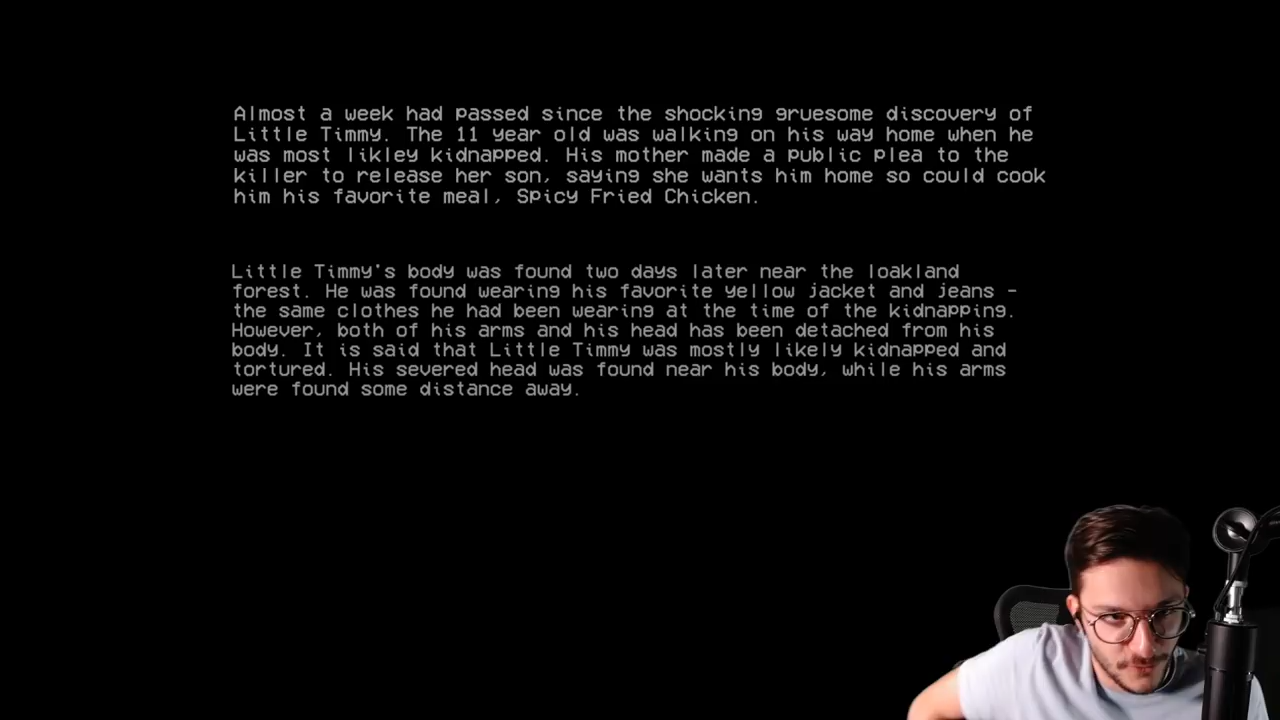 Almost a week had passed since the shocking gruesome discovery of
Little Timmy. The 11 year old was walking on his way home when he
was most likley kidnapped. His mother made a public plea to the
killer to release her son, saying she wants him home so could cook
him his favorite meal, Spicy Fried Chicken.
Little Timmy's body was found two days later near the loakland
forest. He was found wearing his favorite yellow jacket and jeans -
the same clothes he had been wearing at the time of the kidnapping.
However, both of his arms and his head has been detached from his
body. It is said that Little Timmy was mostly likely kidnapped and
tortured. His severed head was found near his body, while his arms
were found some distance away.